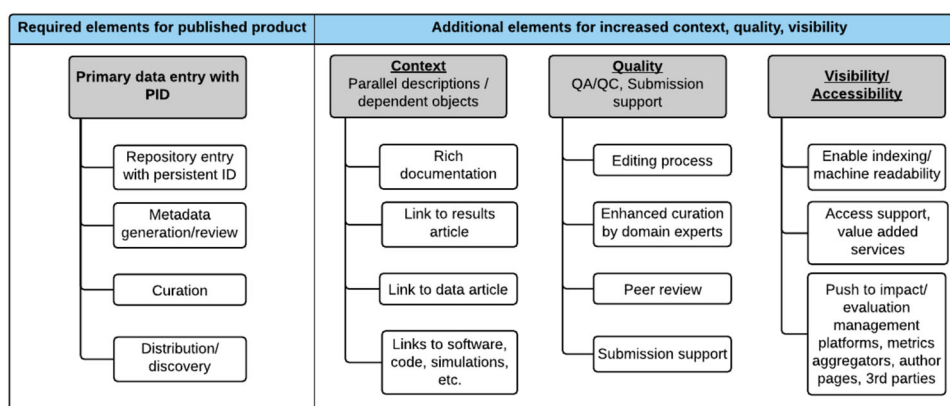 Required elements for published product
Additional elements for increased context, quality, visibility
Primary data entry with
PID
Repository entry
with persistent ID
Metadata
generation/review
Curation
Distribution/
discovery
Context
Parallel descriptions /
dependent objects
Rich
documentation
Link to results
article
Link to data article
Links to software,
code, simulations,
etc.
Quality
QA/QC, Submission
support
Editing process
Enhanced curation
by domain experts
Peer review
Submission support
Visibility/
Accessibility
Enable indexing/
machine readability
Access support,
value added
services
Push to impact/
evaluation
management
platforms, metrics
aggregators, author
pages, 3rd parties